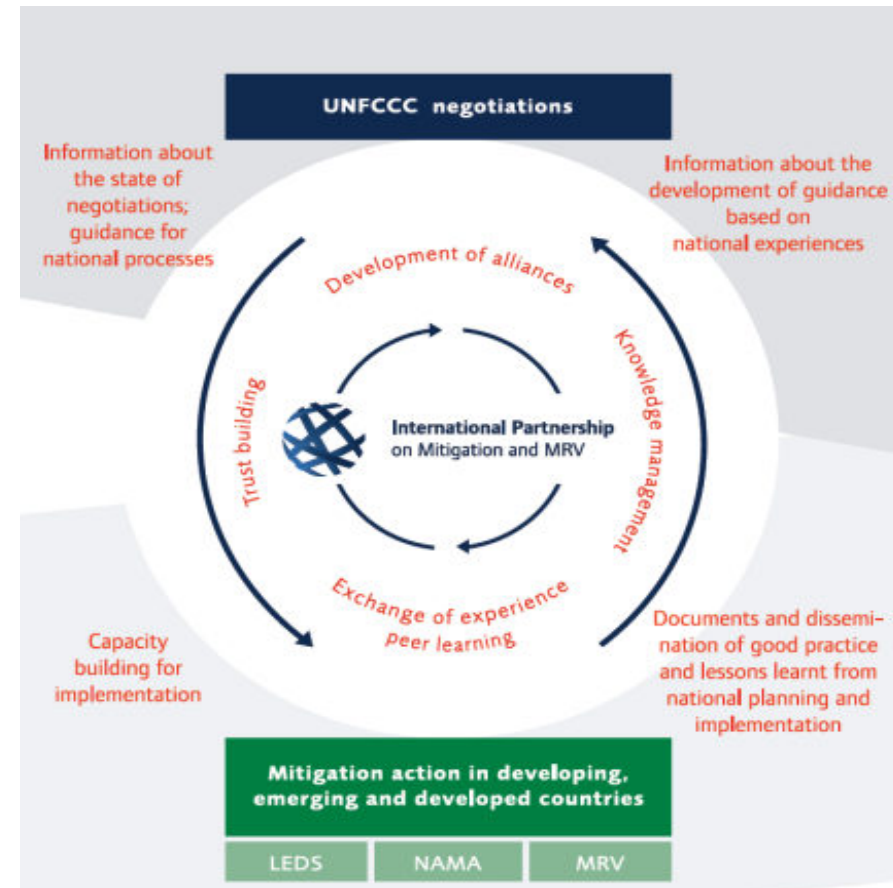 UNFCCC negotiations
Information about
the state of
negotiations;
guidance for
national processes
Information about the
development of guidance
based on
national experiences
Development of alliances
Trust building
International Partnership
on Mitigation and MRV
Knowledge management
Exchange of experience
peer learning
Capacity
building for
implementation
Documents and dissemi-
nation of good practice
and lessons learnt from
national planning and
implementation
Mitigation action in developing,
emerging and developed countries
LEDS
NAMA
MRV